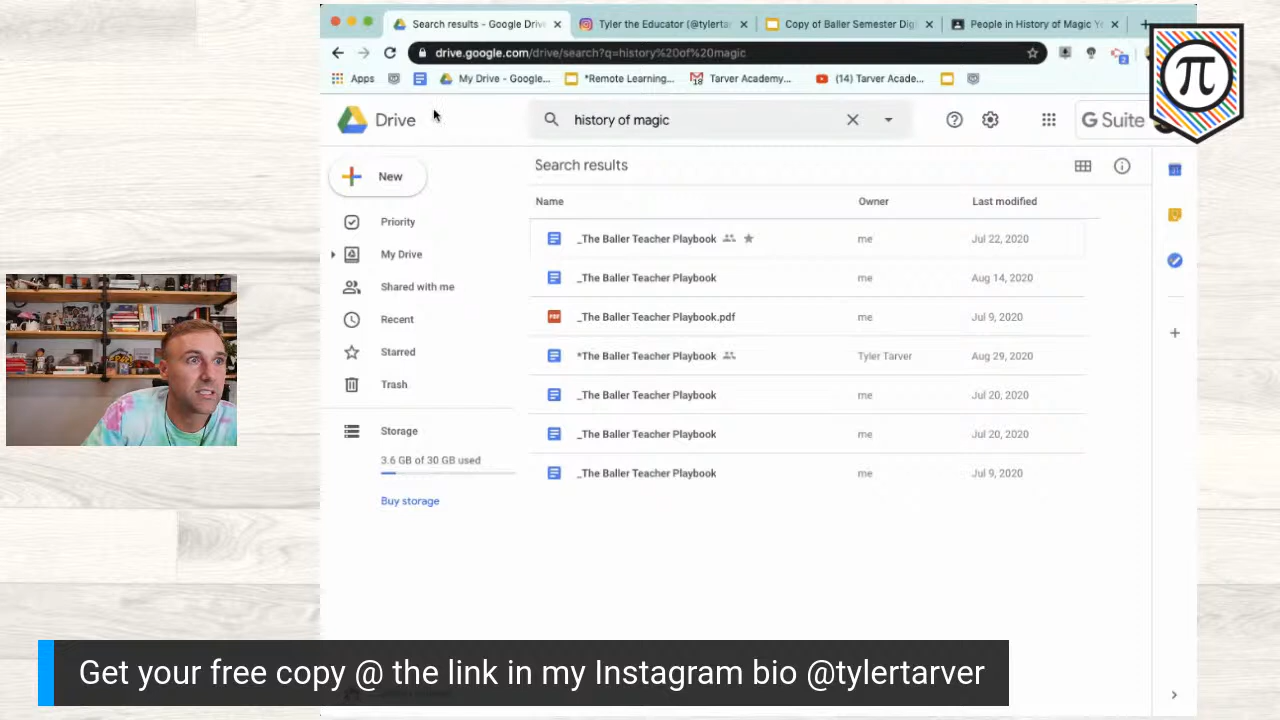 Search results - Google Drive
Tyler the Educator (@tylertar
Copy of Baller Semester Dig
People in History of Magic Ye
drive.google.com/drive/search?q=history%20of%20magic
Apps
My Drive - Google...
*Remote Learning...
Tarver Academy...
(14) Tarver Acade...
Drive
history of magic
G Suite
π
New
Search results
Name
Owner
Last modified
Priority
My Drive
Shared with me
Recent
Starred
Trash
Storage
3.6 GB of 30 GB used
Buy storage
_The Baller Teacher Playbook me Jul 22, 2020
_The Baller Teacher Playbook me Aug 14, 2020
PDF _The Baller Teacher Playbook.pdf me Jul 9, 2020
*The Baller Teacher Playbook Tyler Tarver Aug 29, 2020
_The Baller Teacher Playbook me Jul 20, 2020
_The Baller Teacher Playbook me Jul 20, 2020
_The Baller Teacher Playbook me Jul 9, 2020
Get your free copy @ the link in my Instagram bio @tylertarver